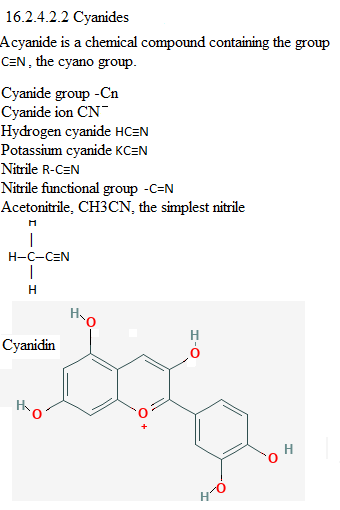 16.2.4.2.2 Cyanides
Acyanide is a chemical compound containing the group
C≡N, the cyano group.
Cyanide group -Cn
Cyanide ion CN⁻
Hydrogen cyanide HC≡N
Potassium cyanide KC≡N
Nitrile R-C≡N
Nitrile functional group -C=N
Acetonitrile, CH3CN, the simplest nitrile
H
|
H–C–C≡N
|
H
Cyanidin
H O
H
O
H O
O
+
H
O
H O